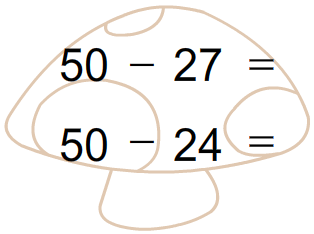 50 − 27 =
50 − 24 =